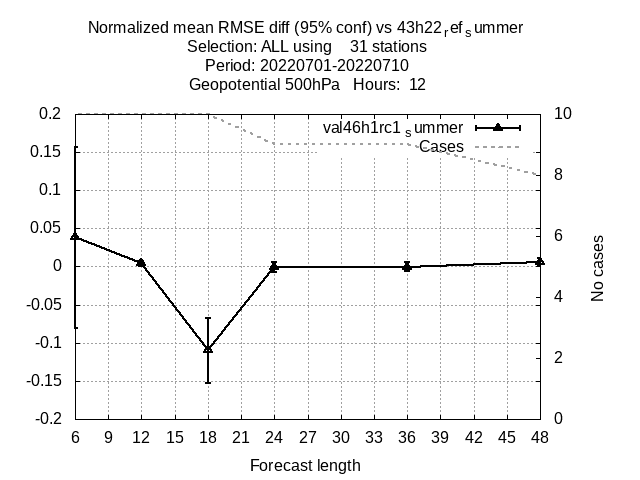 Normalized mean RMSE diff (95% conf) vs 43h22refsummer
Selection: ALL using 31 stations
Period: 20220701-20220710
Geopotential 500hPa Hours: 12
val46h1rc1summer
Cases
0.2
0.15
0.1
0.05
0
-0.05
-0.1
-0.15
-0.2
10
8
6
4
2
0
No cases
6 9 12 15 18 21 24 27 30 33 36 39 42 45 48
Forecast length